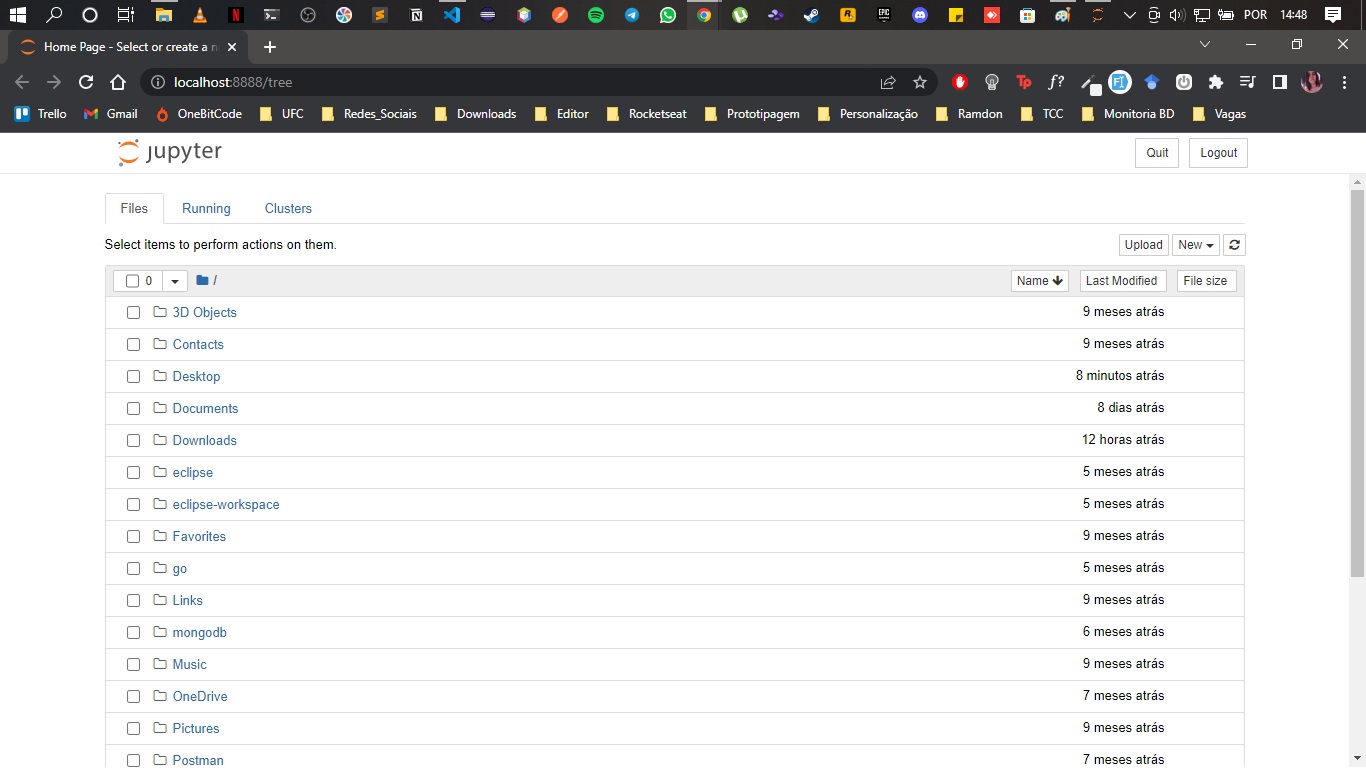 POR 14:48
Home Page - Select or create a n
localhost:8888/tree
Trello Gmail OneBitCode UFC Redes_Sociais Downloads Editor Rocketseat Prototipagem Personalização Ramdon TCC Monitoria BD Vagas
jupyter Quit Logout
Files Running Clusters
Select items to perform actions on them. Upload New
0 / Name Last Modified File size
3D Objects 9 meses atrás
Contacts 9 meses atrás
Desktop 8 minutos atrás
Documents 8 dias atrás
Downloads 12 horas atrás
eclipse 5 meses atrás
eclipse-workspace 5 meses atrás
Favorites 9 meses atrás
go 5 meses atrás
Links 9 meses atrás
mongodb 6 meses atrás
Music 9 meses atrás
OneDrive 7 meses atrás
Pictures 9 meses atrás
Postman 7 meses atrás